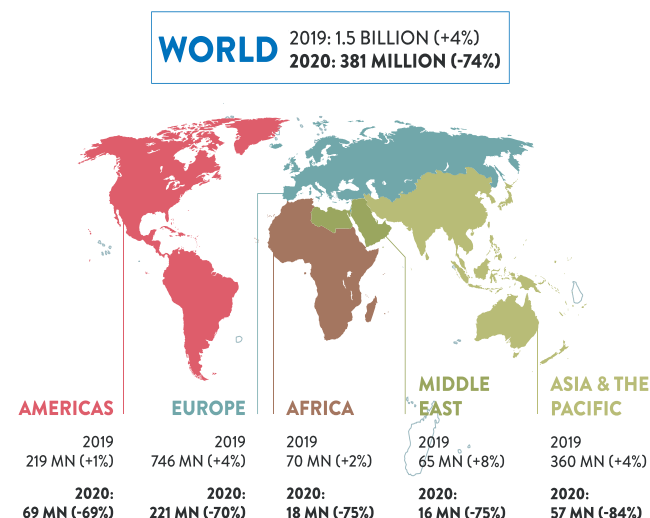 WORLD
2019: 1.5 BILLION (+4%)
2020: 381 MILLION (-74%)
AMERICAS
2019
219 MN (+1%)
2020:
69 MN (-69%)
EUROPE
2019
746 MN (+4%)
2020:
221 MN (-70%)
AFRICA
2019
70 MN (+2%)
2020:
18 MN (-75%)
MIDDLE
EAST
2019
65 MN (+8%)
2020:
16 MN (-75%)
ASIA & THE
PACIFIC
2019
360 MN (+4%)
2020:
57 MN (-84%)